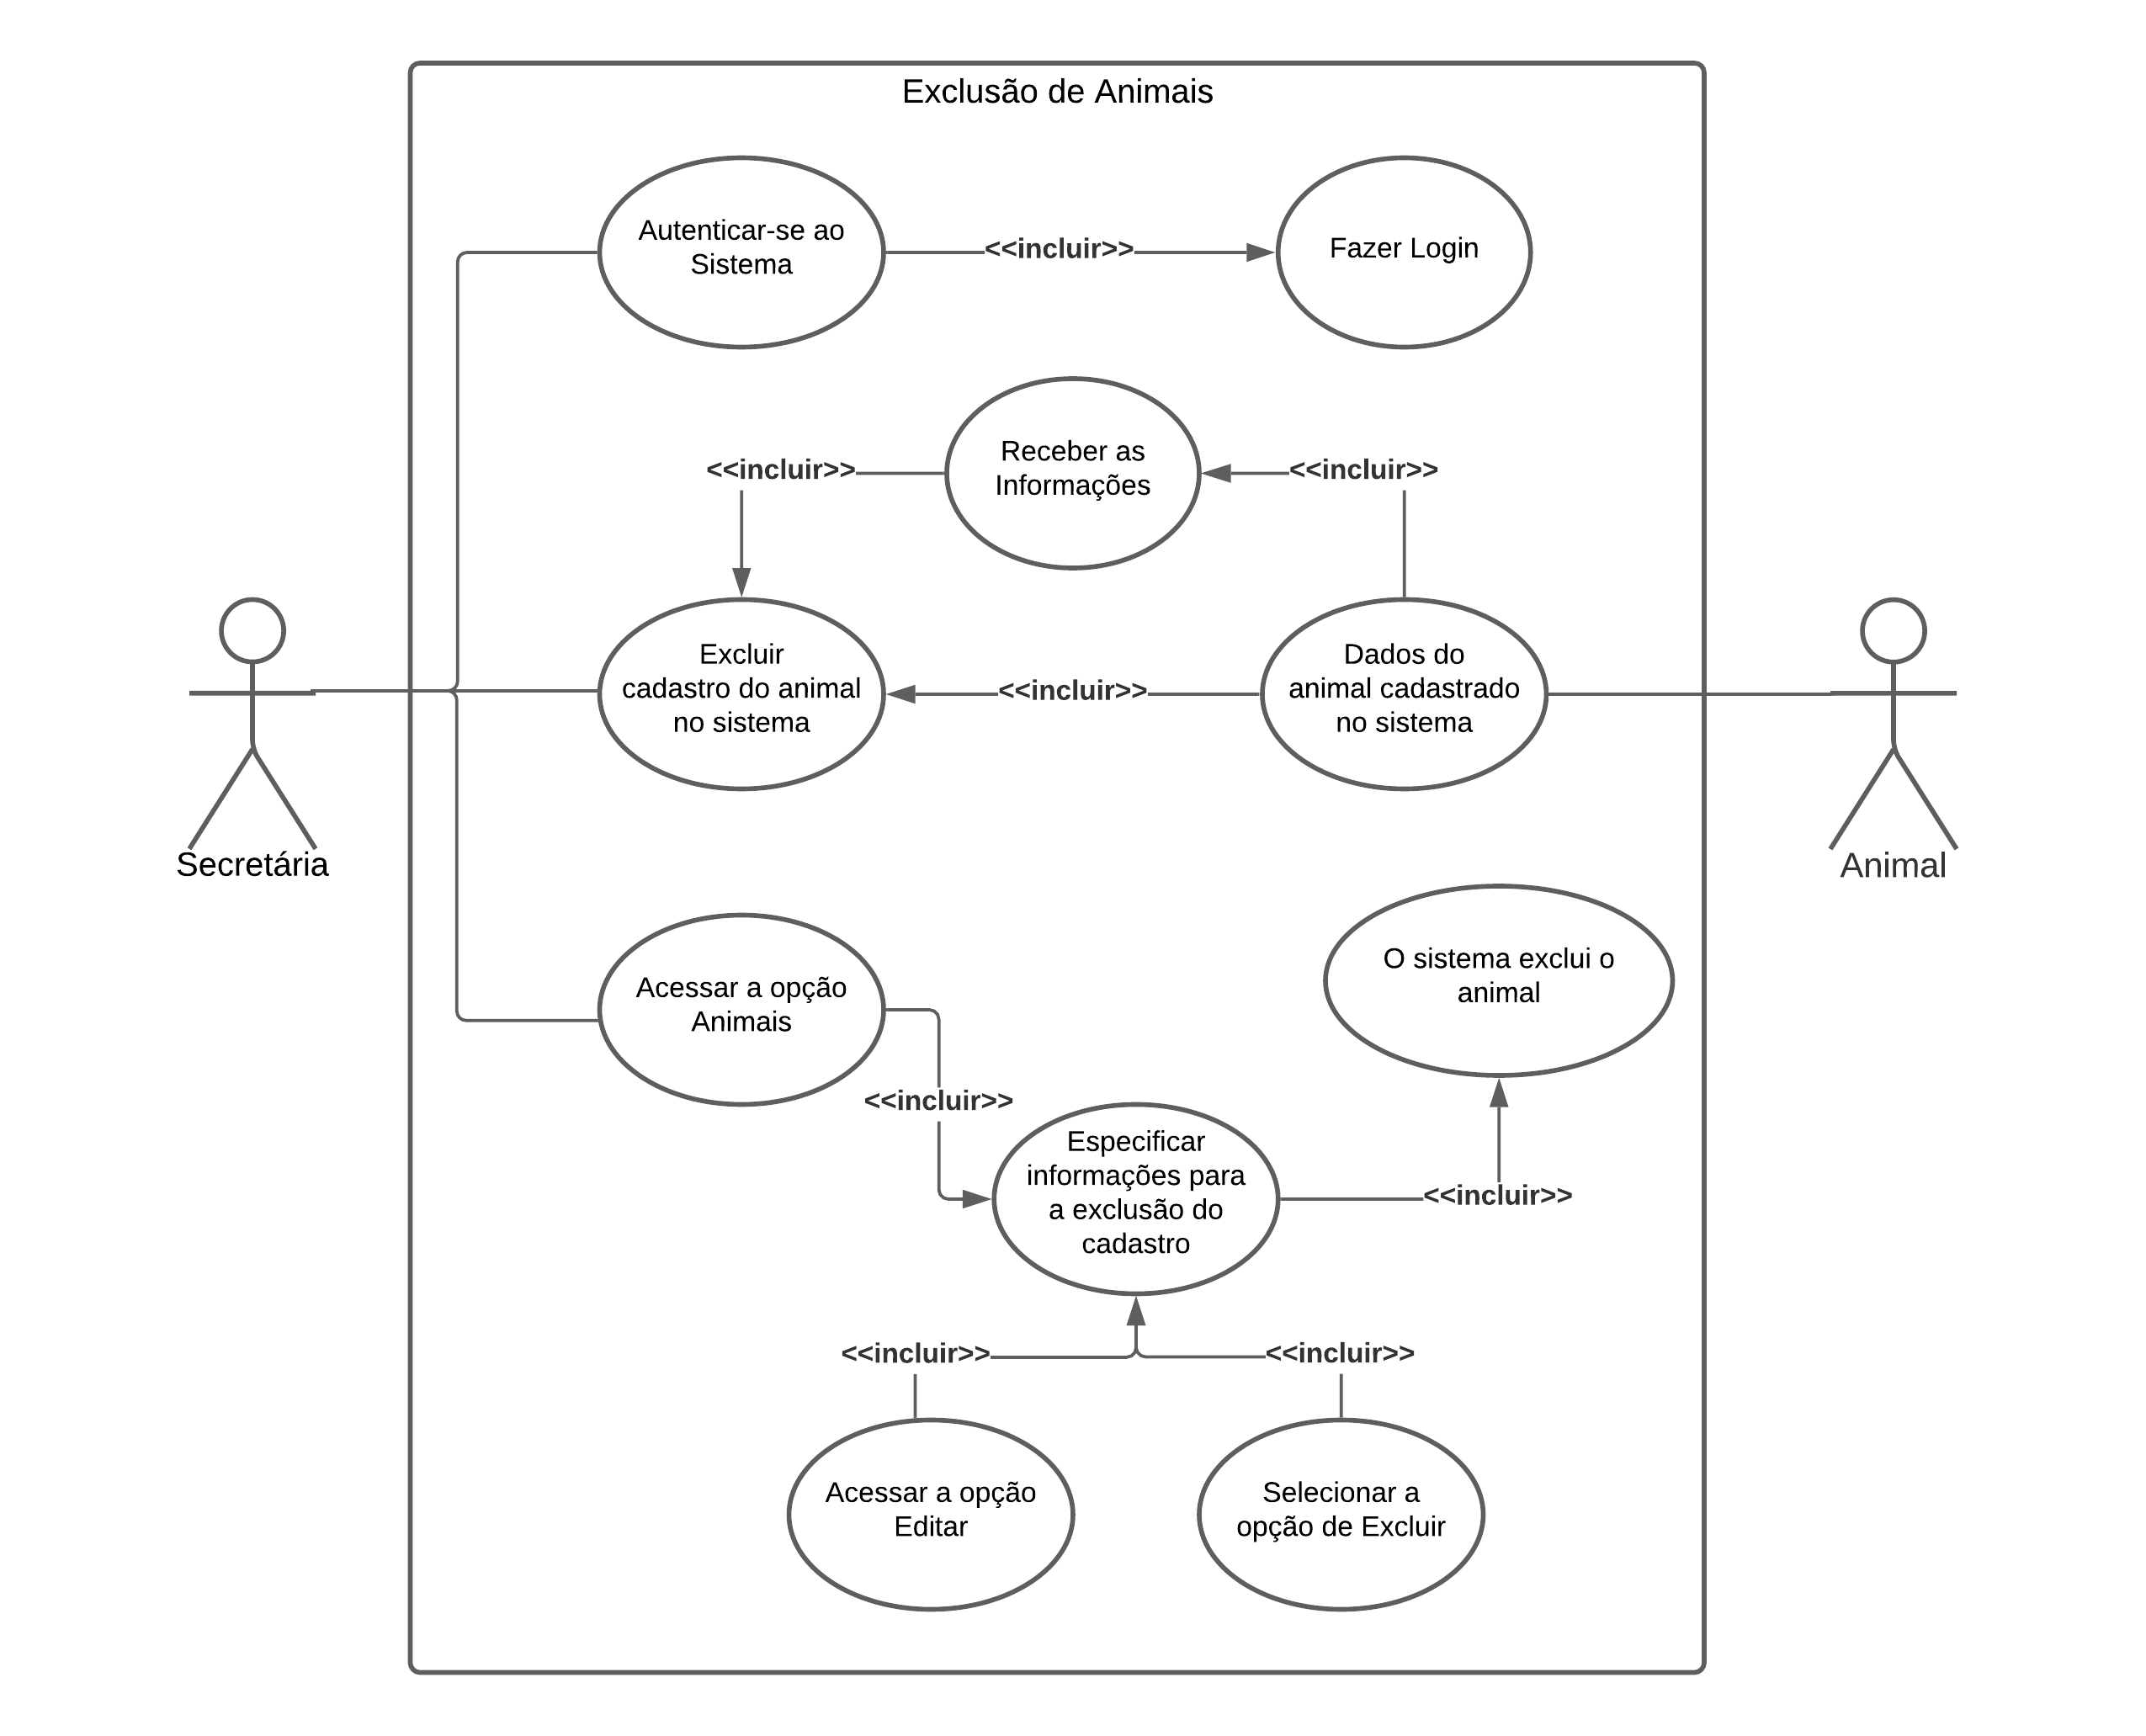 Exclusão de Animais
Autenticar-se ao
Sistema
<<incluir>>
Fazer Login
Receber as
Informações
<<incluir>>
<<incluir>>
Excluir
cadastro do animal
no sistema
<<incluir>>
Dados do
animal cadastrado
no sistema
Secretária
Animal
O sistema exclui o
animal
Acessar a opção
Animais
<<incluir>>
Especificar
informações para
a exclusão do
cadastro
<<incluir>>
<<incluir>>
<<incluir>>
Acessar a opção
Editar
Selecionar a
opção de Excluir